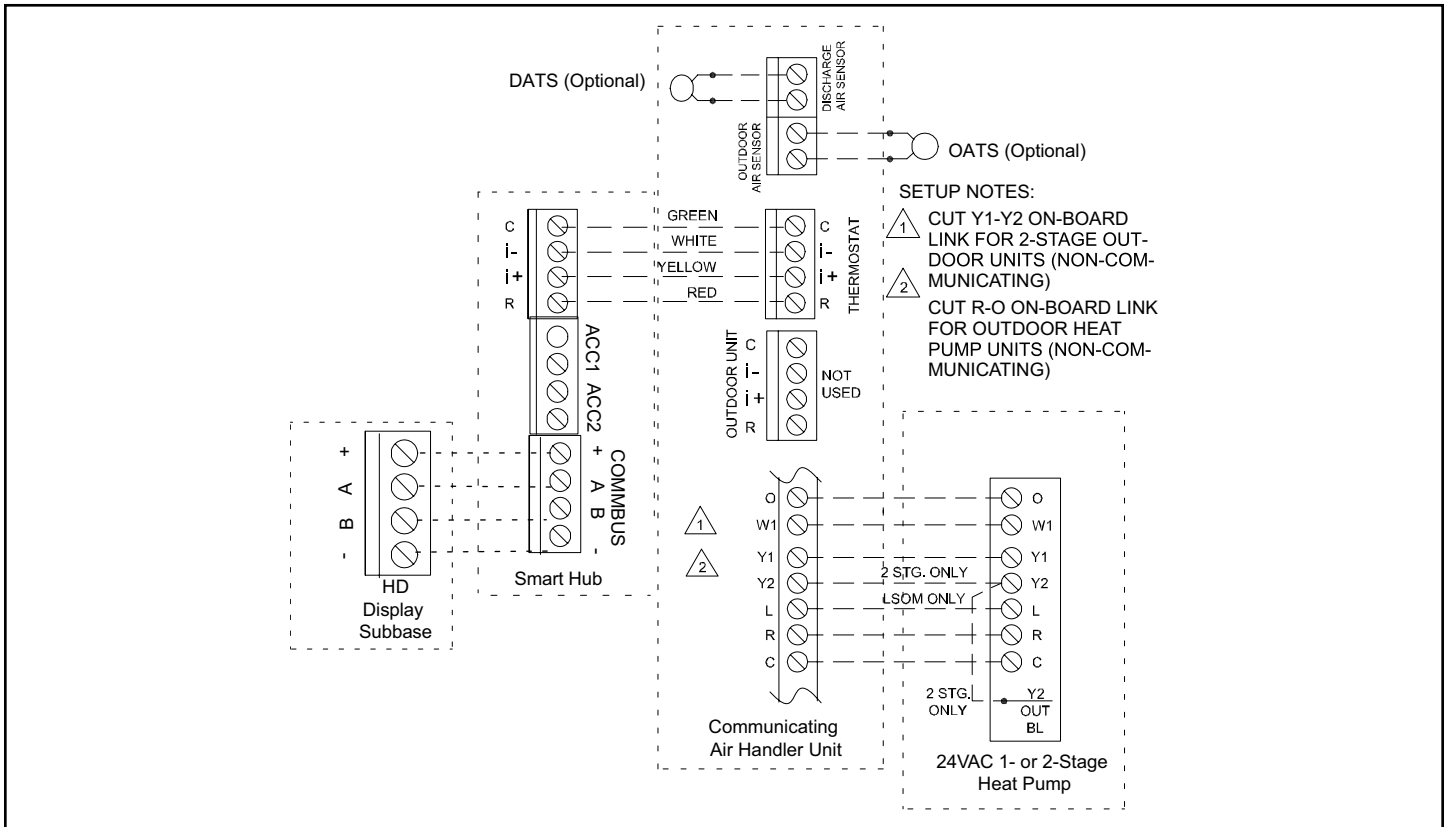 DATS (Optional)
DISCHARGE
AIR SENSOR
OUTDOOR
AIR SENSOR
OATS (Optional)
SETUP NOTES:
1
CUT Y1-Y2 ON-BOARD
LINK FOR 2-STAGE OUT-
DOOR UNITS (NON-COM-
MUNICATING)
2
CUT R-O ON-BOARD LINK
FOR OUTDOOR HEAT
PUMP UNITS (NON-COM-
MUNICATING)
C
i-
i+
R
GREEN
WHITE
YELLOW
RED
C
i-
i+
R
THERMOSTAT
ACC1 ACC2
OUTDOOR UNIT
C
i-
i+
R
NOT
USED
+
A
B
-
HD
Display
Subbase
+
A
B
-
COMMBUS
Smart Hub
1
2
O
W1
Y1
Y2
L
R
C
2 STG. ONLY
LSOM ONLY
2 STG.
ONLY
Communicating
Air Handler Unit
O
W1
Y1
Y2
L
R
C
Y2
OUT
BL
24VAC 1- or 2-Stage
Heat Pump